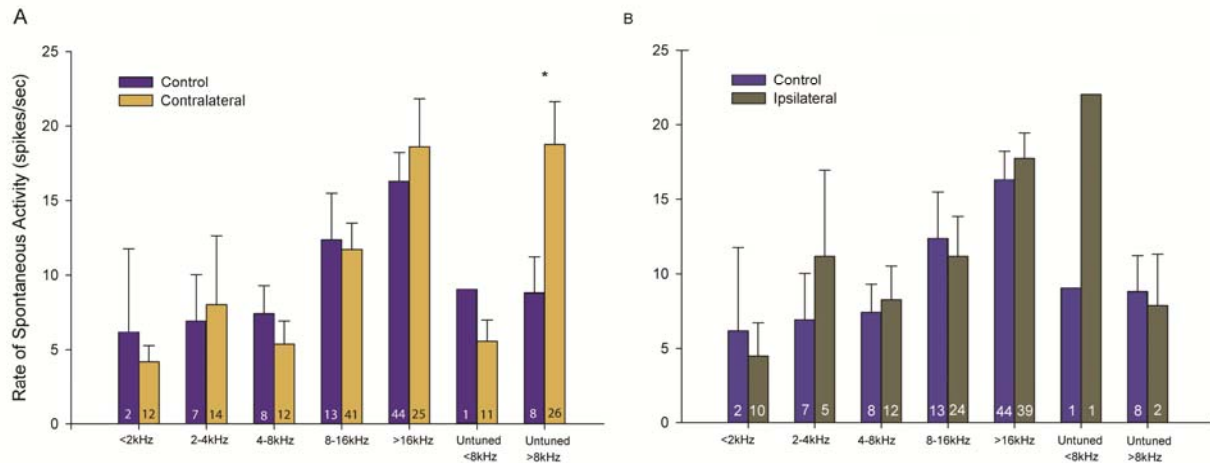 A
Rate of Spontaneous Activity (spikes/sec)
25
20
15
10
5
0
Control
Contralateral
*
2 12 7 14 8 12 13 41 44 25 1 11 8 26
<2kHz 2-4kHz 4-8kHz 8-16kHz >16kHz Untuned Untuned
<8kHz >8kHz
B
25
20
15
10
5
0
Control
Ipsilateral
2 10 7 5 8 12 13 24 44 39 1 1 8 2
<2kHz 2-4kHz 4-8kHz 8-16kHz >16kHz Untuned Untuned
<8kHz >8kHz